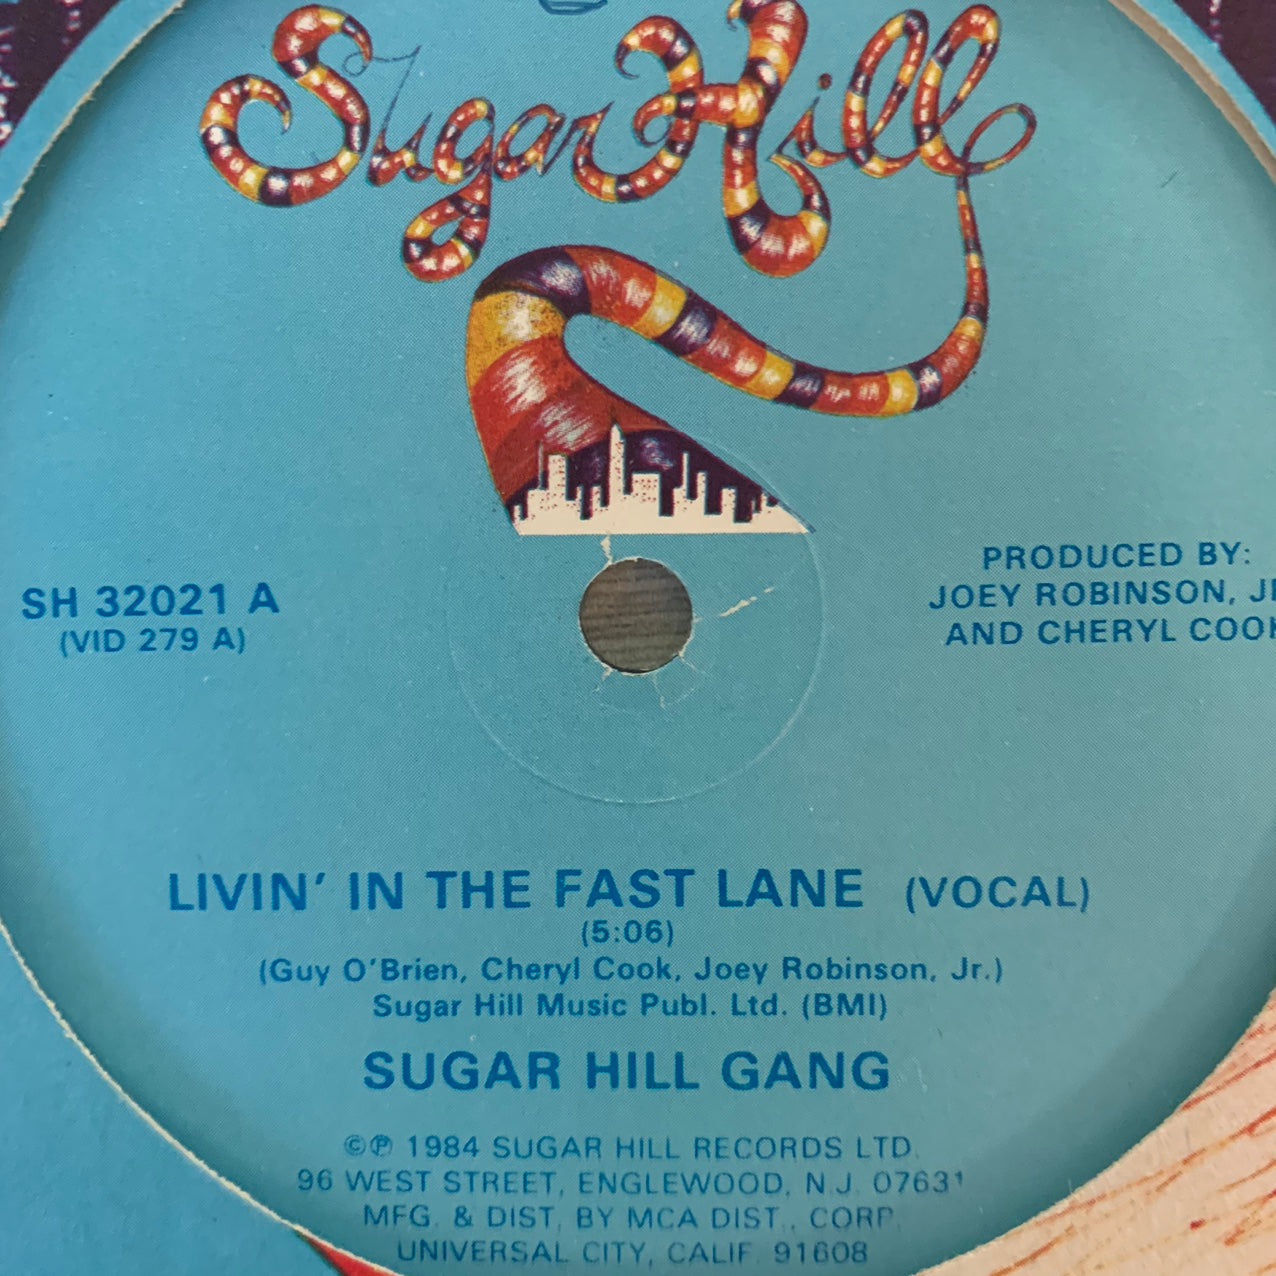 Sugar Hill
SH 32021 A
(VID 279 A)
PRODUCED BY:
JOEY ROBINSON,
AND CHERYL
LIVIN' IN THE FAST LANE (VOCAL)
(5:06)
(Guy O'Brien, Cheryl Cook, Joey Robinson, Jr.)
Sugar Hill Music Publ. Ltd. (BMI)
SUGAR HILL GANG
©℗ 1984 SUGAR HILL RECORDS LTD.
96 WEST STREET, ENGLEWOOD, N.J. 07631
MFG. & DIST. BY MCA DIST., CORP.
UNIVERSAL CITY, CALIF. 91608